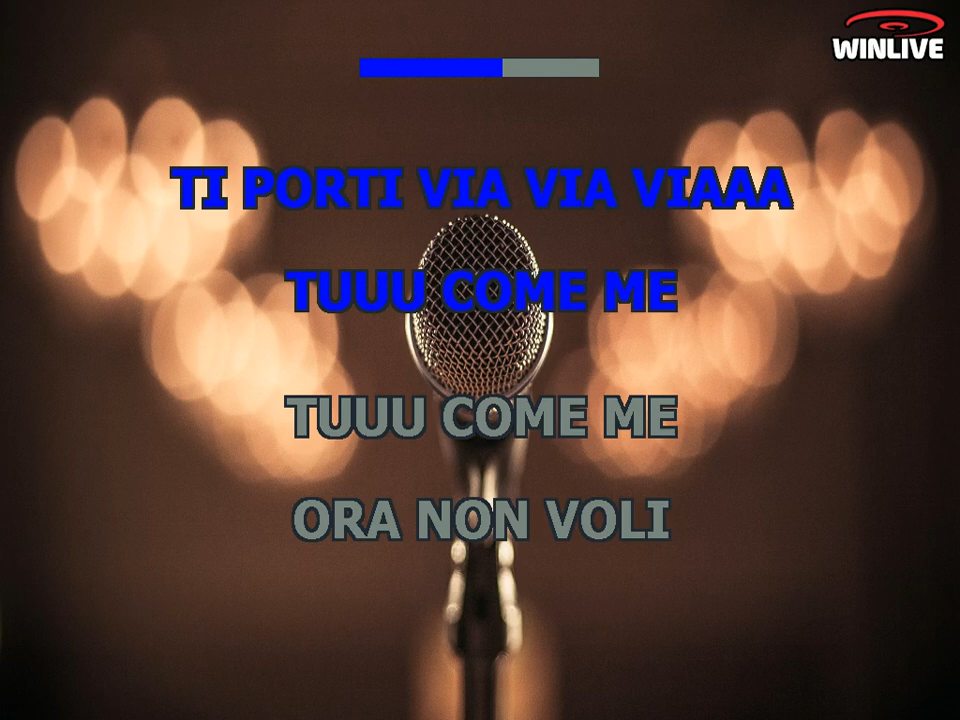 WINLIVE
TI PORTI VIA VIA VIAAA
TUUU COME ME
TUUU COME ME
ORA NON VOLI